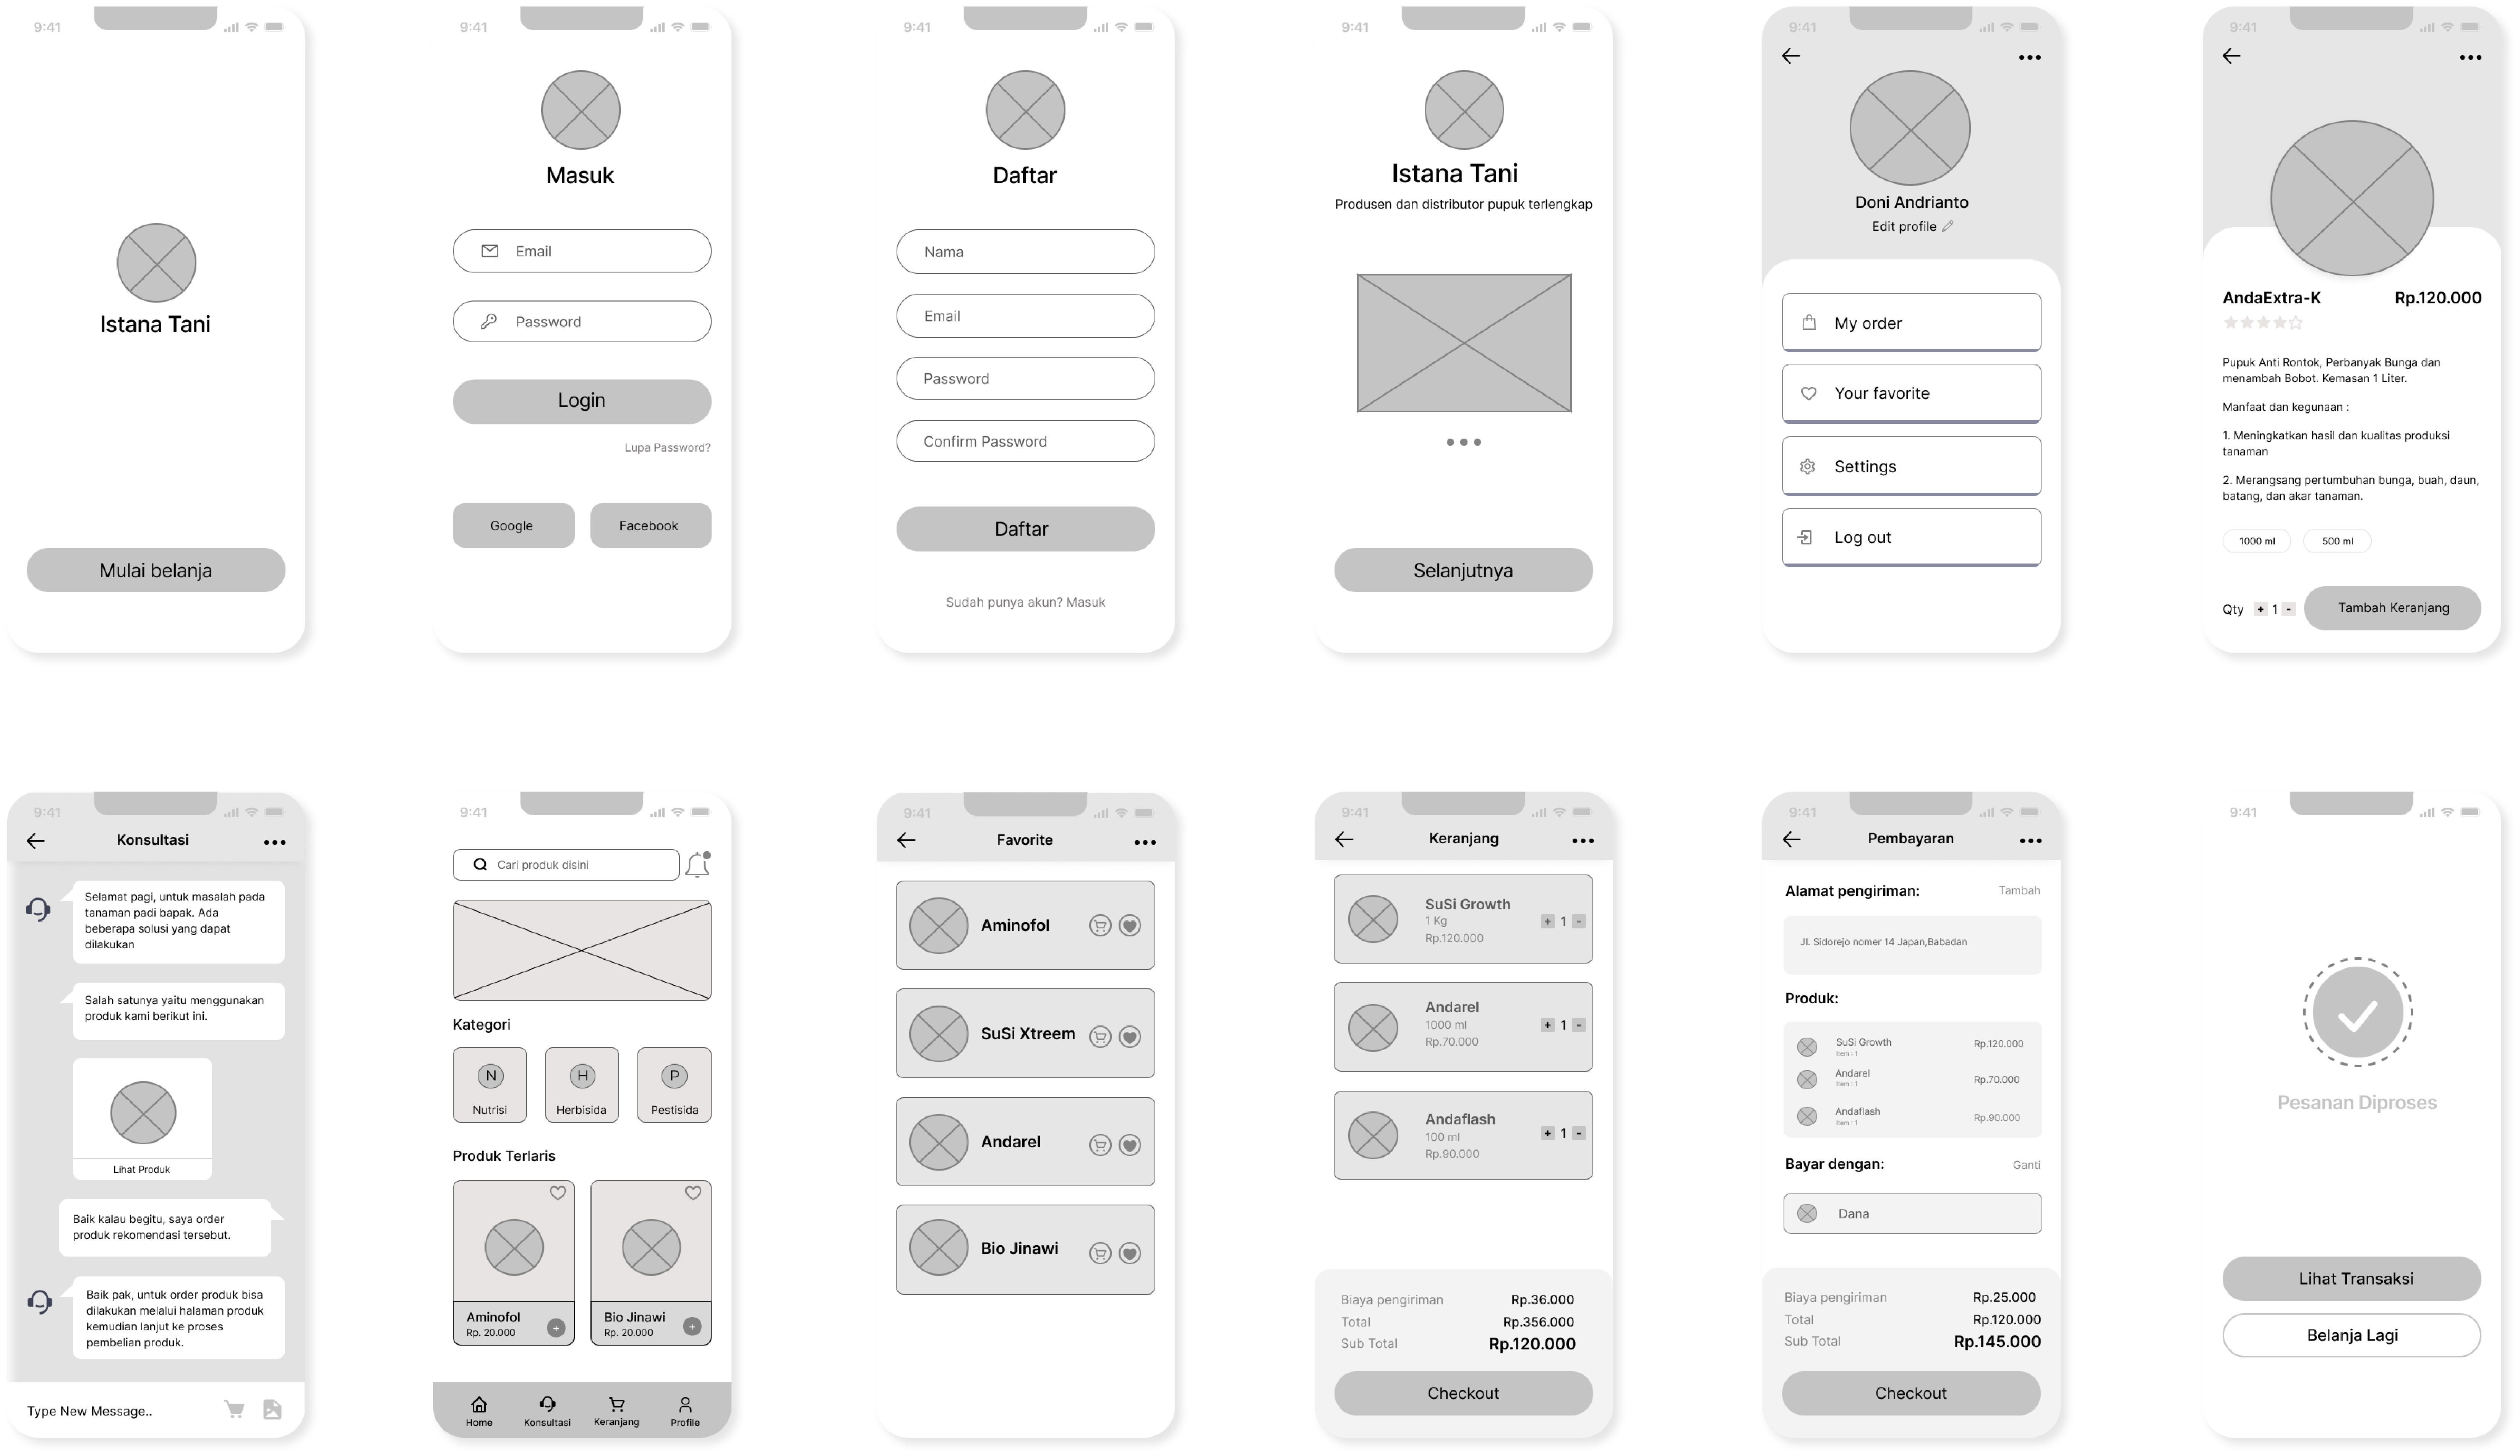 9:41
Istana Tani
Mulai belanja
9:41
Masuk
Email
Password
Login
Lupa Password?
Google
Facebook
9:41
Daftar
Nama
Email
Password
Confirm Password
Daftar
Sudah punya akun? Masuk
9:41
Istana Tani
Produsen dan distributor pupuk terlengkap
Selanjutnya
9:41
Doni Andrianto
Edit profile
My order
Your favorite
Settings
Log out
9:41
AndaExtra-K Rp.120.000
Pupuk Anti Rontok, Perbanyak Bunga dan
menambah Bobot. Kemasan 1 Liter.
Manfaat dan kegunaan :
1. Meningkatkan hasil dan kualitas produksi
tanaman
2. Merangsang pertumbuhan bunga, buah, daun,
batang, dan akar tanaman.
1000 ml 500 ml
Qty + 1 - Tambah Keranjang
9:41
Konsultasi
Selamat pagi, untuk masalah pada
tanaman padi bapak. Ada
beberapa solusi yang dapat
dilakukan
Salah satunya yaitu menggunakan
produk kami berikut ini.
Lihat Produk
Baik kalau begitu, saya order
produk rekomendasi tersebut.
Baik pak, untuk order produk bisa
dilakukan melalui halaman produk
kemudian lanjut ke proses
pembelian produk.
Type New Message..
9:41
Cari produk disini
Kategori
N H P
Nutrisi Herbisida Pestisida
Produk Terlaris
Aminofol
Rp. 20.000
+
Bio Jinawi
Rp. 20.000
+
Home Konsultasi Keranjang Profile
9:41
Favorite
Aminofol
SuSi Xtreem
Andarel
Bio Jinawi
9:41
Keranjang
SuSi Growth
1 Kg
Rp.120.000
+ 1 -
Andarel
1000 ml
Rp.70.000
+ 1 -
Andaflash
100 ml
Rp.90.000
+ 1 -
Biaya pengiriman Rp.36.000
Total Rp.356.000
Sub Total Rp.120.000
Checkout
9:41
Pembayaran
Alamat pengiriman: Tambah
Jl. Sidorejo nomer 14 Japan,Babadan
Produk:
SuSi Growth Rp.120.000
Item : 1
Andarel Rp.70.000
Item : 1
Andaflash Rp.90.000
Item : 1
Bayar dengan: Ganti
Dana
Biaya pengiriman Rp.25.000
Total Rp.120.000
Sub Total Rp.145.000
Checkout
9:41
Pesanan Diproses
Lihat Transaksi
Belanja Lagi